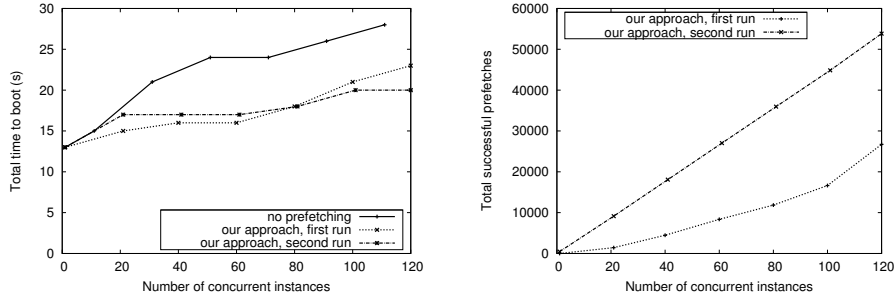 30
25
20
15
10
5
0
Total time to boot (s)
no prefetching
our approach, first run
our approach, second run
0 20 40 60 80 100 120
Number of concurrent instances
60000
50000
40000
30000
20000
10000
0
Total successful prefetches
our approach, first run
our approach, second run
0 20 40 60 80 100 120
Number of concurrent instances